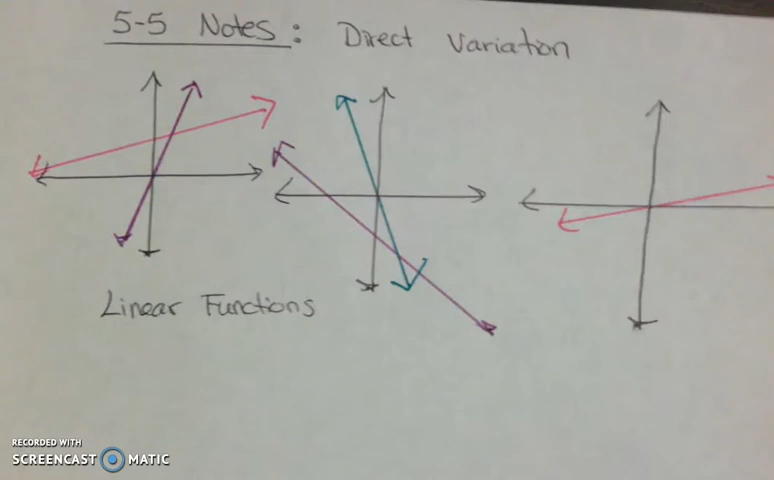 5-5 Notes: Direct Variation
Linear Functions
RECORDED WITH
SCREENCAST MATIC